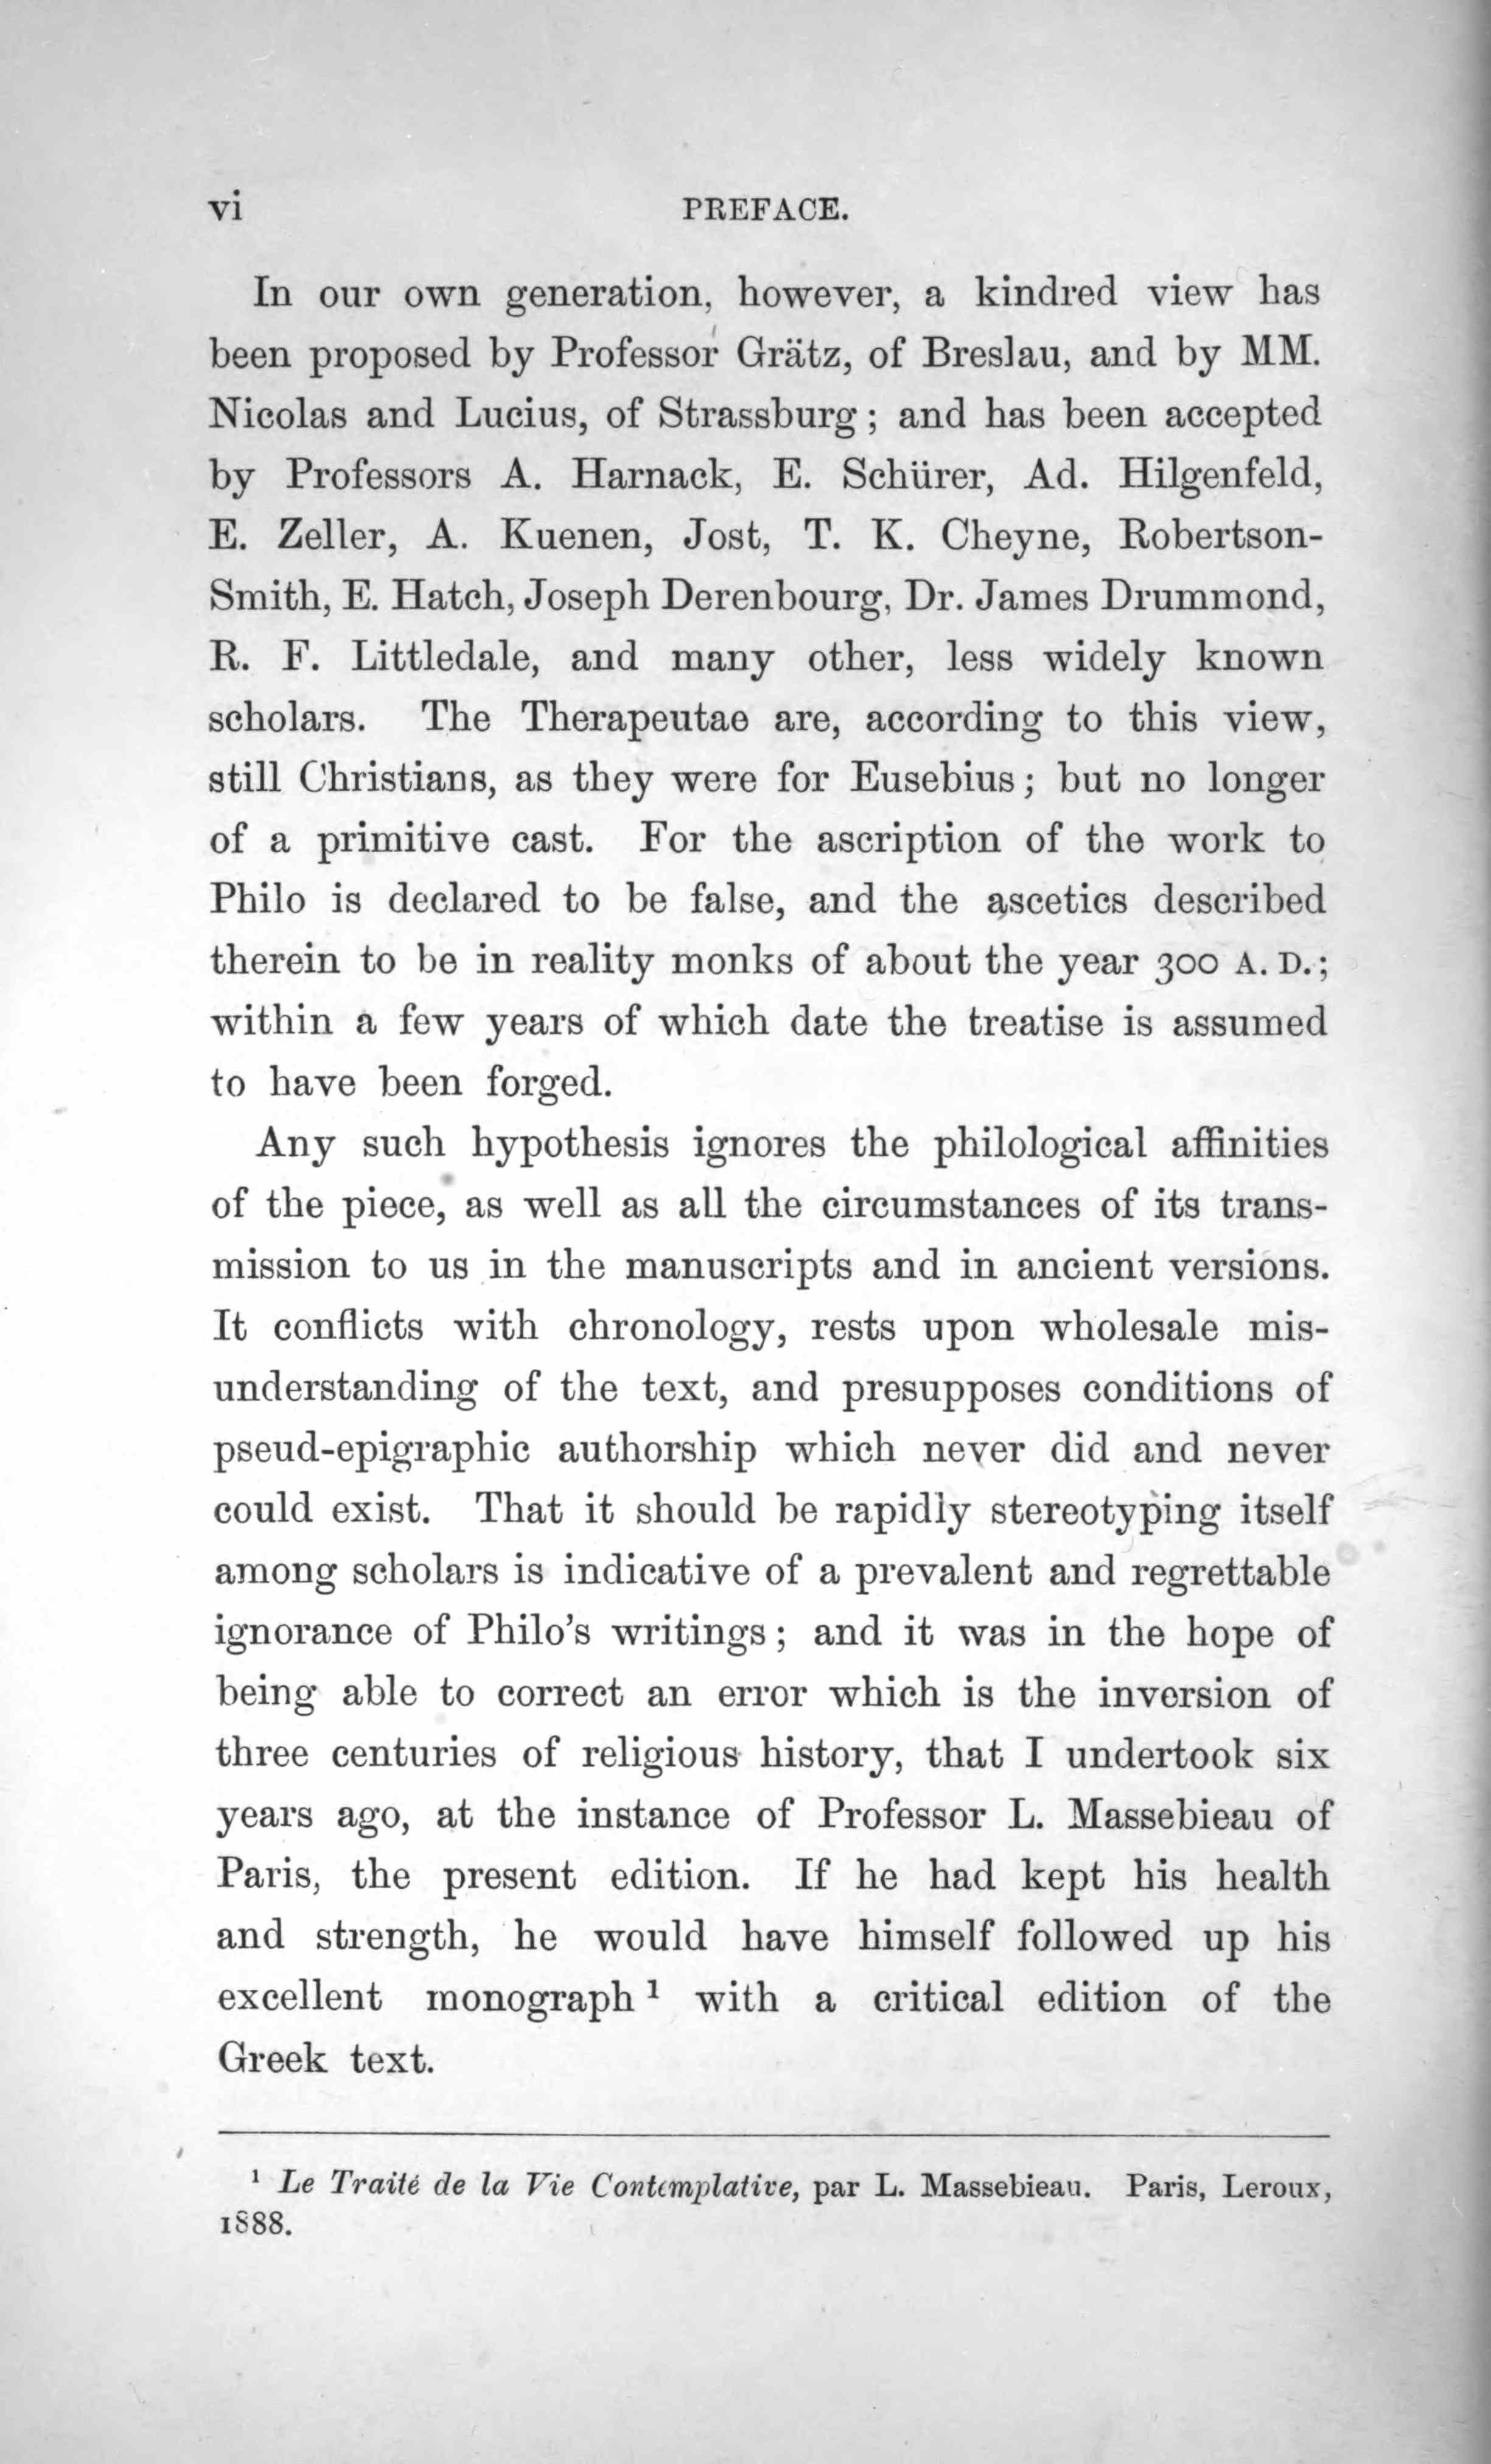 vi PREFACE.
In our own generation, however, a kindred view has
been proposed by Professor Grätz, of Breslau, and by MM.
Nicolas and Lucius, of Strassburg; and has been accepted
by Professors A. Harnack, E. Schürer, Ad. Hilgenfeld,
E. Zeller, A. Kuenen, Jost, T. K. Cheyne, Robertson-
Smith, E. Hatch, Joseph Derenbourg, Dr. James Drummond,
R. F. Littledale, and many other, less widely known
scholars. The Therapeutae are, according to this view,
still Christians, as they were for Eusebius; but no longer
of a primitive cast. For the ascription of the work to
Philo is declared to be false, and the ascetics described
therein to be in reality monks of about the year 300 A. D.;
within a few years of which date the treatise is assumed
to have been forged.
Any such hypothesis ignores the philological affinities
of the piece, as well as all the circumstances of its trans-
mission to us in the manuscripts and in ancient versions.
It conflicts with chronology, rests upon wholesale mis-
understanding of the text, and presupposes conditions of
pseud-epigraphic authorship which never did and never
could exist. That it should be rapidly stereotyping itself
among scholars is indicative of a prevalent and regrettable
ignorance of Philo's writings; and it was in the hope of
being able to correct an error which is the inversion of
three centuries of religious history, that I undertook six
years ago, at the instance of Professor L. Massebieau of
Paris, the present edition. If he had kept his health
and strength, he would have himself followed up his
excellent monograph ¹ with a critical edition of the
Greek text.
¹ Le Traité de la Vie Contemplative, par L. Massebieau. Paris, Leroux,
1888.